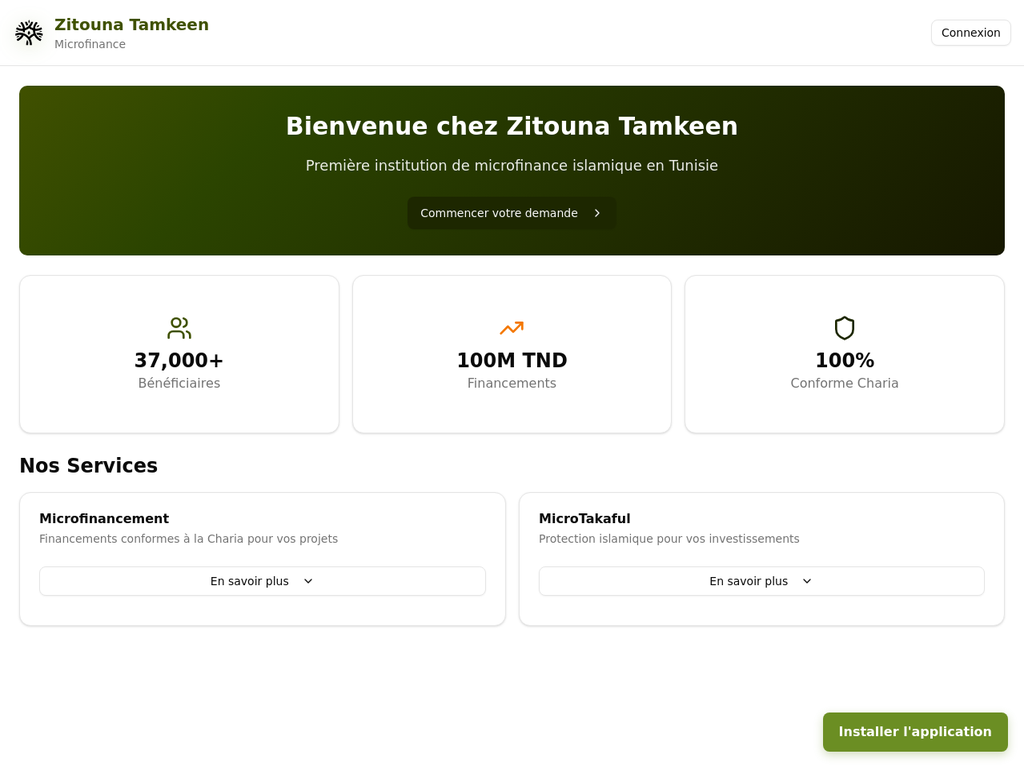 Zitouna Tamkeen
Microfinance
Connexion
Bienvenue chez Zitouna Tamkeen
Première institution de microfinance islamique en Tunisie
Commencer votre demande
37,000+
Bénéficiaires
100M TND
Financements
100%
Conforme Charia
Nos Services
Microfinancement
Financements conformes à la Charia pour vos projets
En savoir plus
MicroTakaful
Protection islamique pour vos investissements
En savoir plus
Installer l'application